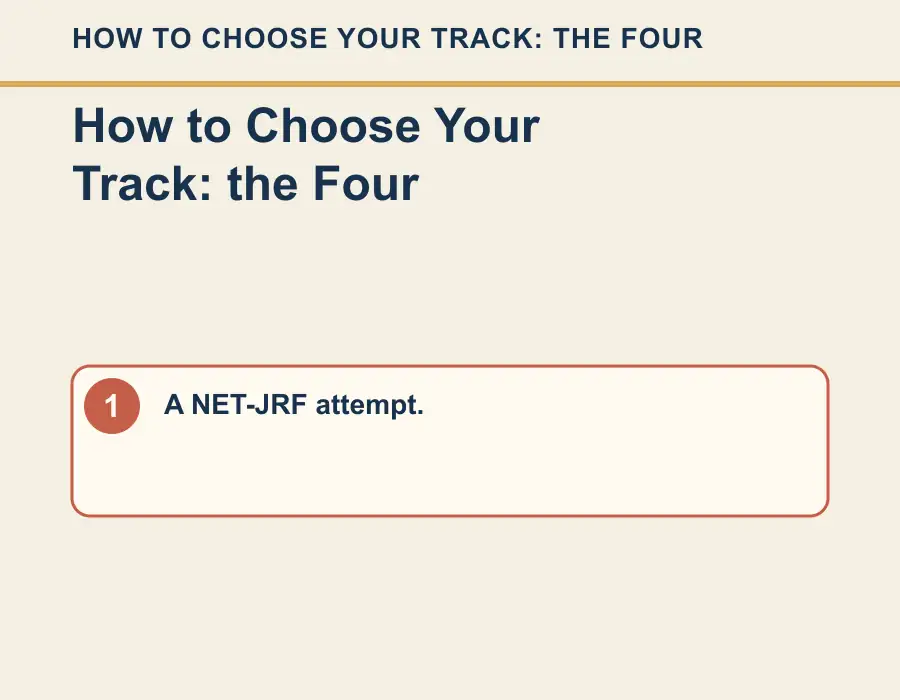 HOW TO CHOOSE YOUR TRACK: THE FOUR
How to Choose Your
Track: the Four
1
A NET-JRF attempt.